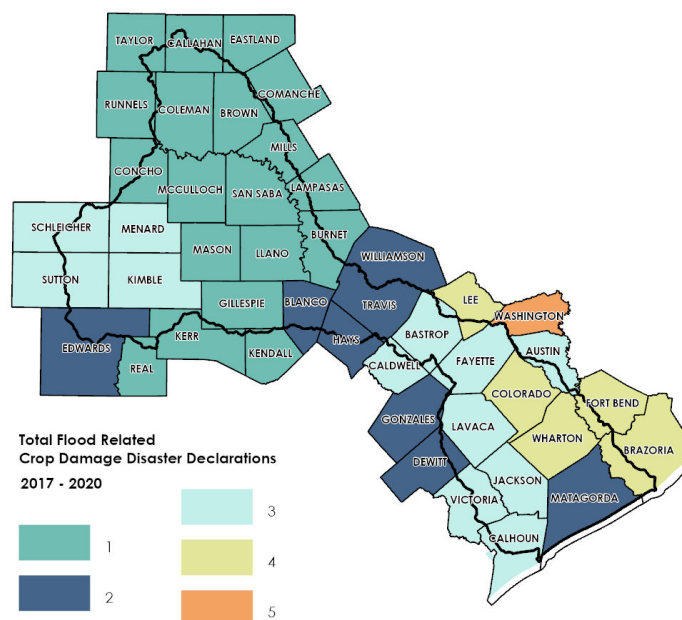 TAYLOR
CALLAHAN
EASTLAND
RUNNELS
COLEMAN
BROWN
COMANCHE
MILLS
CONCHO
MCCULLOCH
SAN SABA
LAMPASAS
SCHLEIGHER
MENARD
MASON
LLANO
BURNET
WILLIAMSON
SUTTON
KIMBLE
GILLESPIE
BLANCO
TRAVIS
LEE
WASHINGTON
EDWARDS
REAL
KERR
KENDALL
HAYS
BASTROP
CALDWELL
FAYETTE
AUSTIN
GONZALES
COLORADO
FORT BEND
DEWITT
LAVACA
WHARTON
BRAZORIA
VICTORIA
JACKSON
MATAGORDA
CALHOUN
Total Flood Related
Crop Damage Disaster Declarations
2017 - 2020
1
2
3
4
5